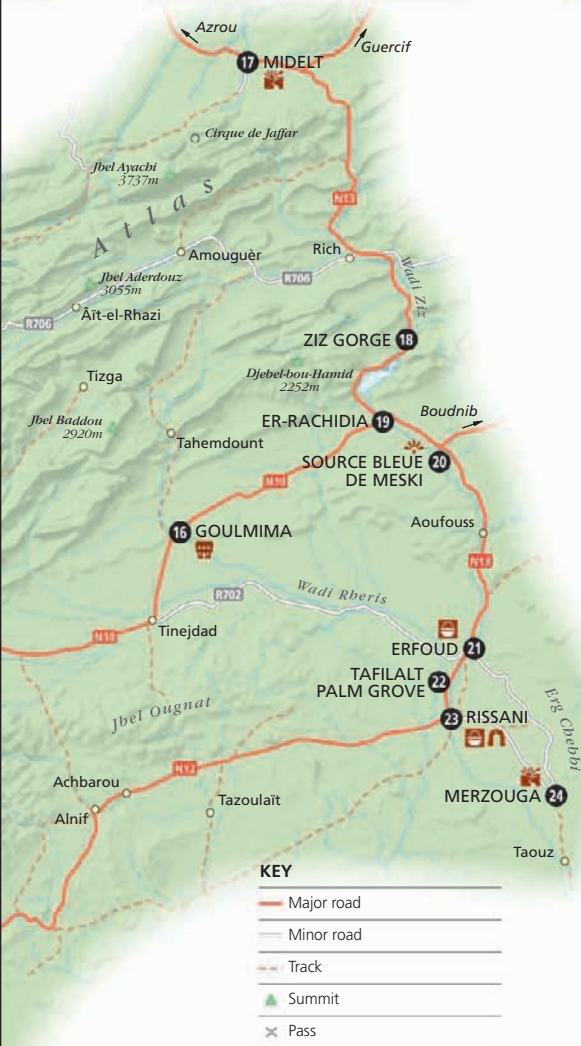 Azrou
Guercif
17 MIDELT
Cirque de Jaffar
Jbel Ayachi
3737m
Atlas
N13
Amouguèr
Rich
Wadi Ziz
R706
Jbel Aderdouz
3055m
Âït-el-Rhazi
R706
ZIZ GORGE 18
Tizga
Djebel-bou-Hamid
2252m
Jbel Baddou
2920m
ER-RACHIDIA 19
Boudnib
Tahemdount
SOURCE BLEUE
DE MESKI
20
N10
16 GOULMIMA
Aoufouss
N13
R702
Wadi Rheris
Tinejdad
N10
ERFOUD 21
TAFILALT
PALM GROVE
22
Jbel Ougnat
23 RISSANI
Erg Chebbi
N12
Achbarou
Tazoulaït
Alnif
MERZOUGA 24
Taouz
KEY
Major road
Minor road
Track
Summit
Pass